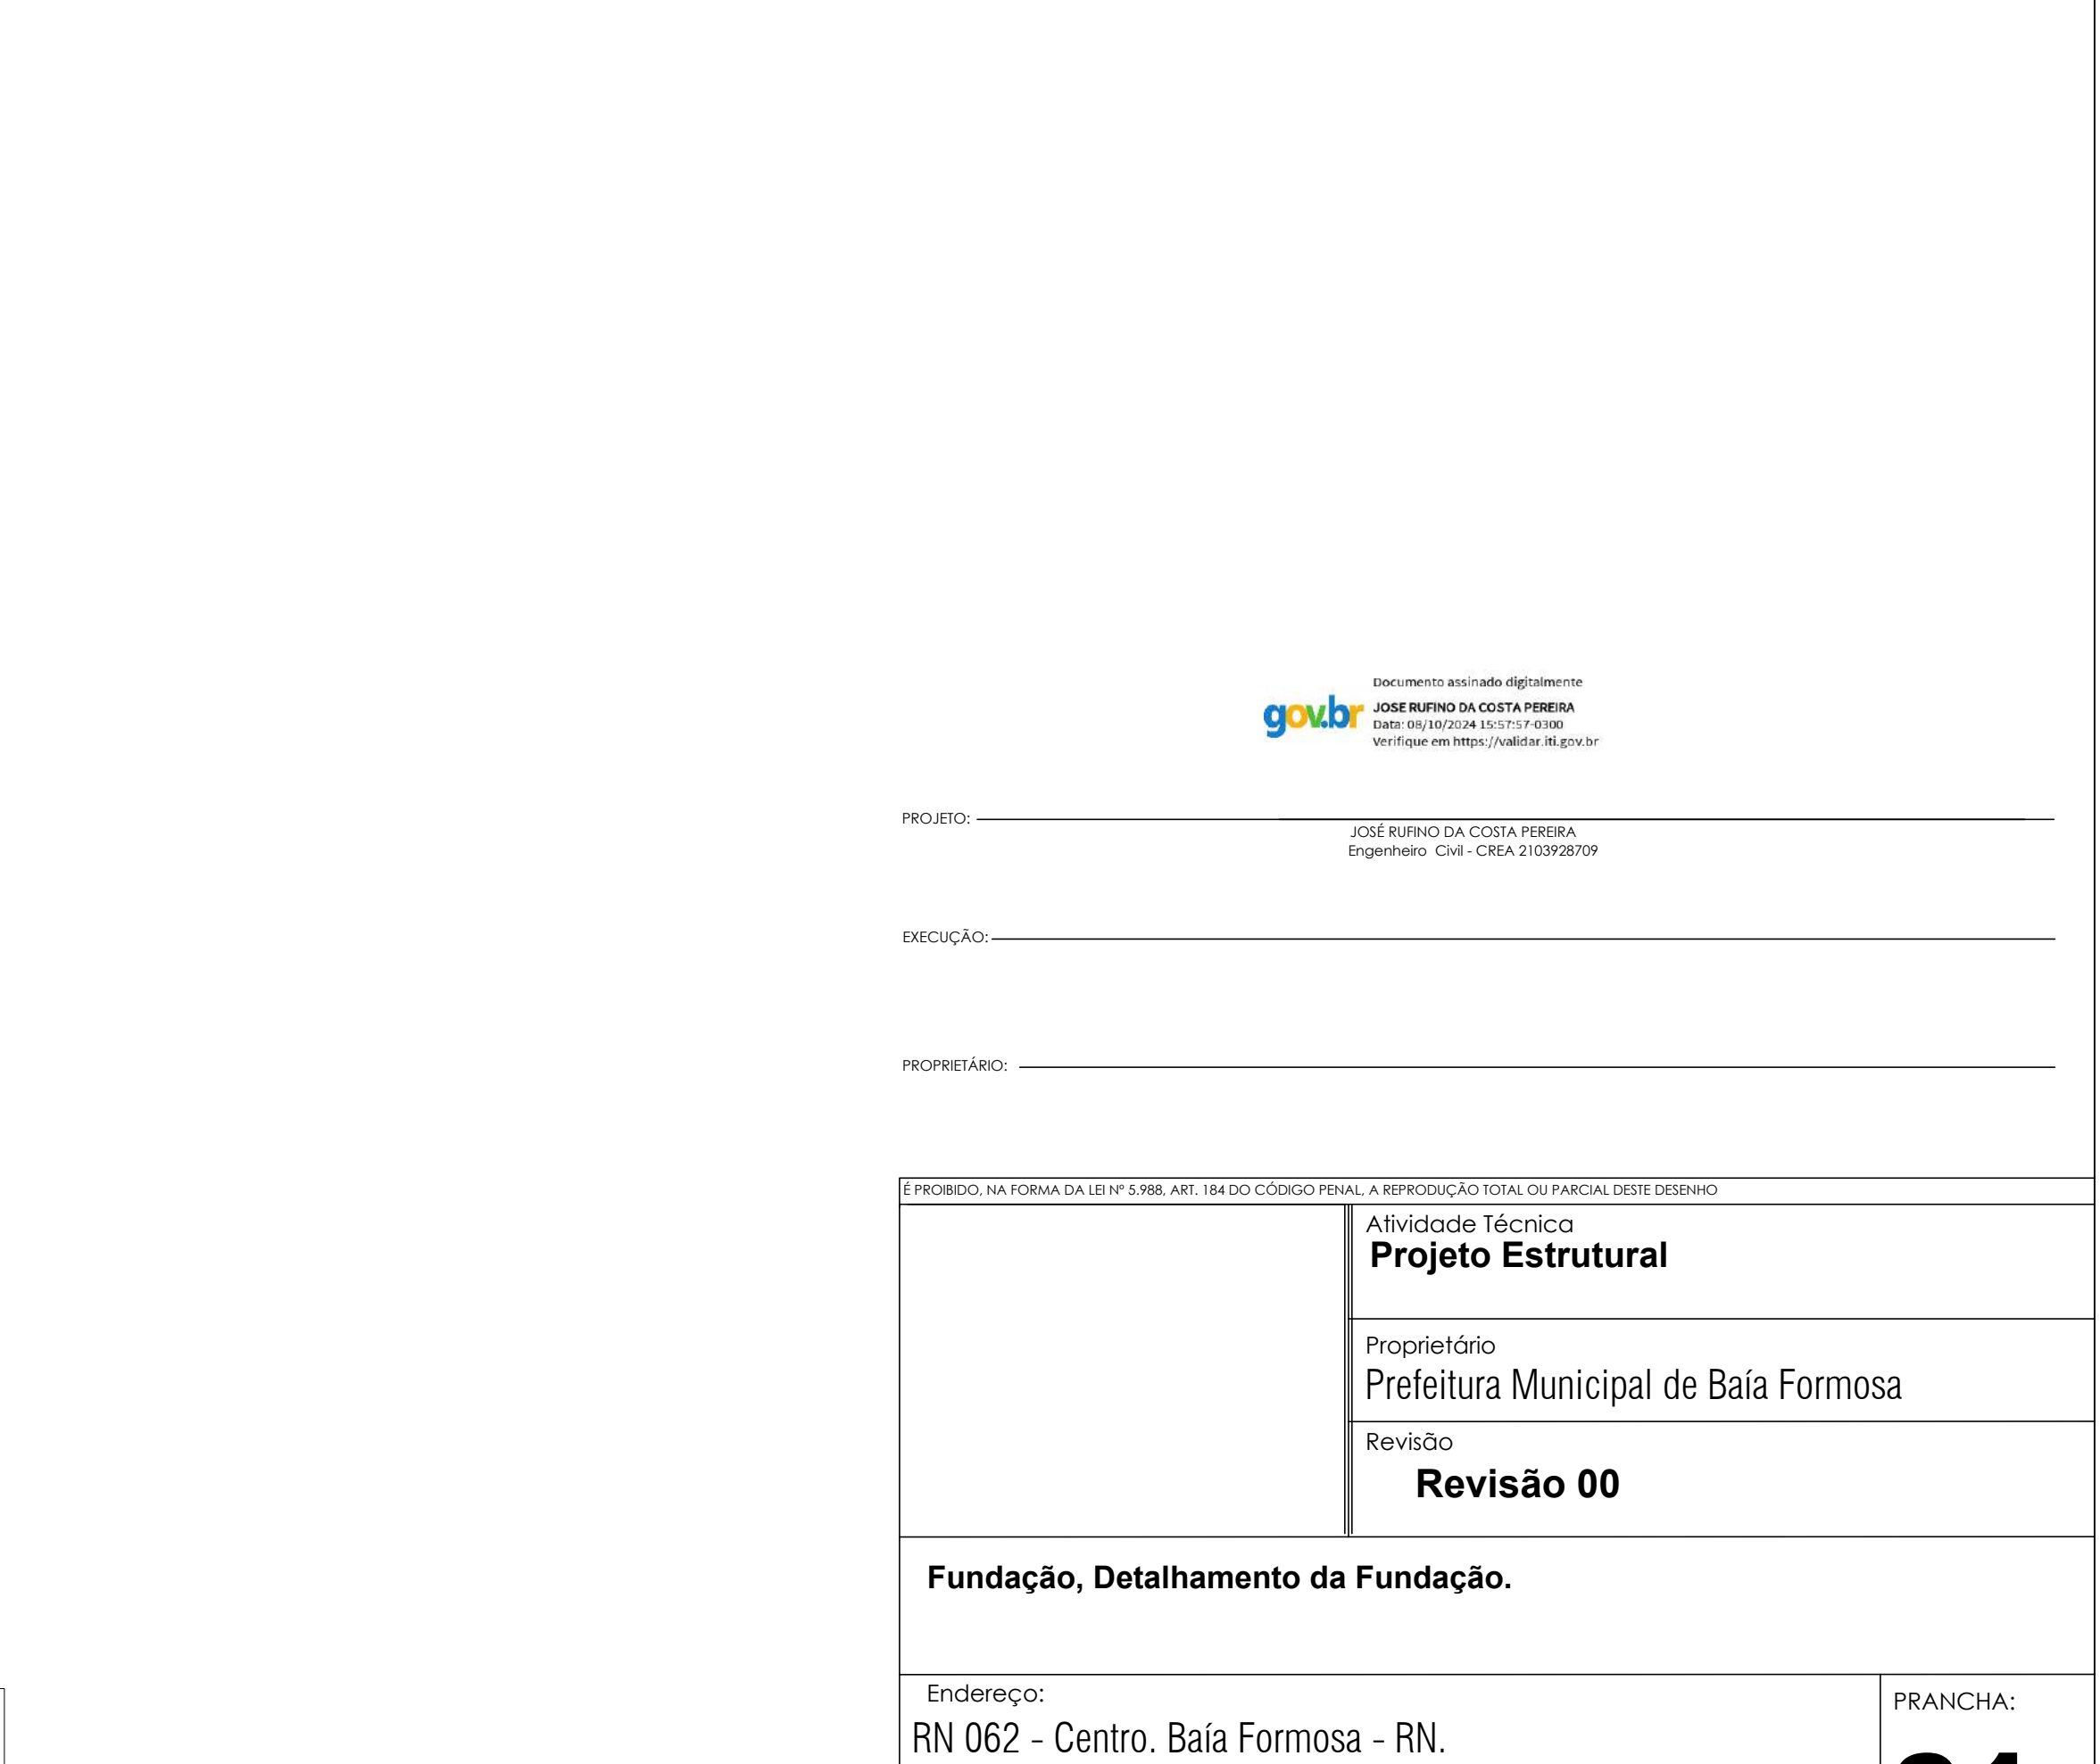 Documento assinado digitalmente
gov.br
JOSE RUFINO DA COSTA PEREIRA
Data: 08/10/2024 15:57:57-0300
Verifique em https://validar.iti.gov.br
PROJETO:
JOSÉ RUFINO DA COSTA PEREIRA
Engenheiro Civil - CREA 2103928709
EXECUÇÃO:
PROPRIETÁRIO:
É PROIBIDO, NA FORMA DA LEI Nº 5.988, ART. 184 DO CÓDIGO PENAL, A REPRODUÇÃO TOTAL OU PARCIAL DESTE DESENHO
Atividade Técnica
Projeto Estrutural
Proprietário
Prefeitura Municipal de Baía Formosa
Revisão
Revisão 00
Fundação, Detalhamento da Fundação.
Endereço:
RN 062 - Centro. Baía Formosa - RN.
PRANCHA: